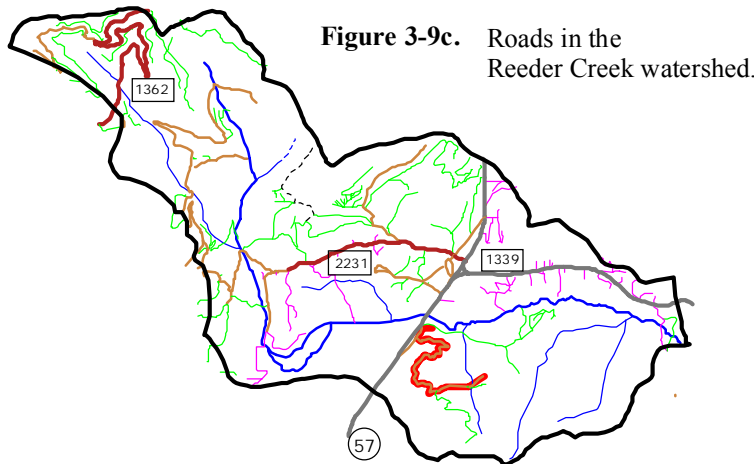 Figure 3-9c. Roads in the
Reeder Creek watershed.
1362
2231
1339
57